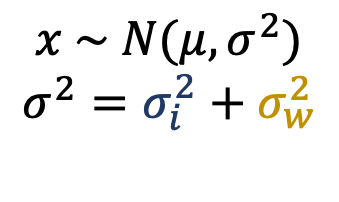 x ~ N(μ, σ²)
σ² = σᵢ² + σ_w²